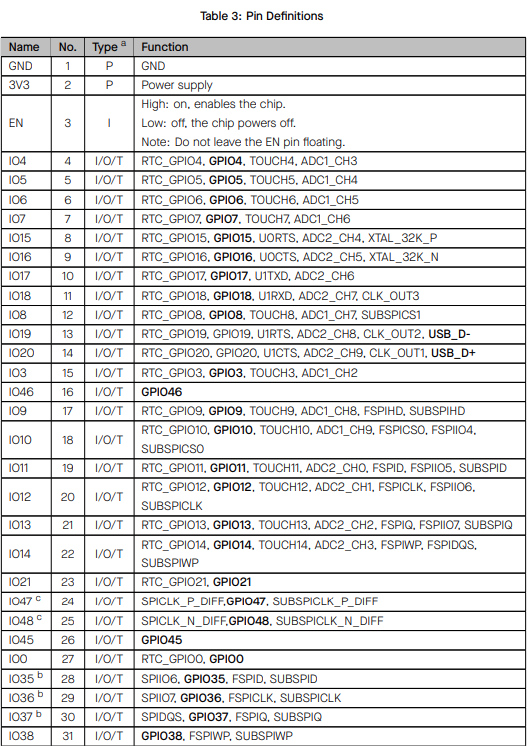 Table 3: Pin Definitions
Name No. Type a Function
GND 1 P GND
3V3 2 P Power supply
High: on, enables the chip.
EN 3 I Low: off, the chip powers off.
Note: Do not leave the EN pin floating.
IO4 4 I/O/T RTC_GPIO4, GPIO4, TOUCH4, ADC1_CH3
IO5 5 I/O/T RTC_GPIO5, GPIO5, TOUCH5, ADC1_CH4
IO6 6 I/O/T RTC_GPIO6, GPIO6, TOUCH6, ADC1_CH5
IO7 7 I/O/T RTC_GPIO7, GPIO7, TOUCH7, ADC1_CH6
IO15 8 I/O/T RTC_GPIO15, GPIO15, U0RTS, ADC2_CH4, XTAL_32K_P
IO16 9 I/O/T RTC_GPIO16, GPIO16, U0CTS, ADC2_CH5, XTAL_32K_N
IO17 10 I/O/T RTC_GPIO17, GPIO17, U1TXD, ADC2_CH6
IO18 11 I/O/T RTC_GPIO18, GPIO18, U1RXD, ADC2_CH7, CLK_OUT3
IO8 12 I/O/T RTC_GPIO8, GPIO8, TOUCH8, ADC1_CH7, SUBSPICS1
IO19 13 I/O/T RTC_GPIO19, GPIO19, U1RTS, ADC2_CH8, CLK_OUT2, USB_D-
IO20 14 I/O/T RTC_GPIO20, GPIO20, U1CTS, ADC2_CH9, CLK_OUT1, USB_D+
IO3 15 I/O/T RTC_GPIO3, GPIO3, TOUCH3, ADC1_CH2
IO46 16 I/O/T GPIO46
IO9 17 I/O/T RTC_GPIO9, GPIO9, TOUCH9, ADC1_CH8, FSPIHD, SUBSPIHD
IO10 18 I/O/T RTC_GPIO10, GPIO10, TOUCH10, ADC1_CH9, FSPICS0, FSPIIO4,
SUBSPICS0
IO11 19 I/O/T RTC_GPIO11, GPIO11, TOUCH11, ADC2_CH0, FSPID, FSPIIO5, SUBSPID
IO12 20 I/O/T RTC_GPIO12, GPIO12, TOUCH12, ADC2_CH1, FSPICLK, FSPIIO6,
SUBSPICLK
IO13 21 I/O/T RTC_GPIO13, GPIO13, TOUCH13, ADC2_CH2, FSPIQ, FSPIIO7, SUBSPIQ
IO14 22 I/O/T RTC_GPIO14, GPIO14, TOUCH14, ADC2_CH3, FSPIWP, FSPIDQS,
SUBSPIWP
IO21 23 I/O/T RTC_GPIO21, GPIO21
IO47 c 24 I/O/T SPICLK_P_DIFF,GPIO47, SUBSPICLK_P_DIFF
IO48 c 25 I/O/T SPICLK_N_DIFF,GPIO48, SUBSPICLK_N_DIFF
IO45 26 I/O/T GPIO45
IO0 27 I/O/T RTC_GPIO0, GPIO0
IO35 b 28 I/O/T SPIIO6, GPIO35, FSPID, SUBSPID
IO36 b 29 I/O/T SPIIO7, GPIO36, FSPICLK, SUBSPICLK
IO37 b 30 I/O/T SPIDQS, GPIO37, FSPIQ, SUBSPIQ
IO38 31 I/O/T GPIO38, FSPIWP, SUBSPIWP